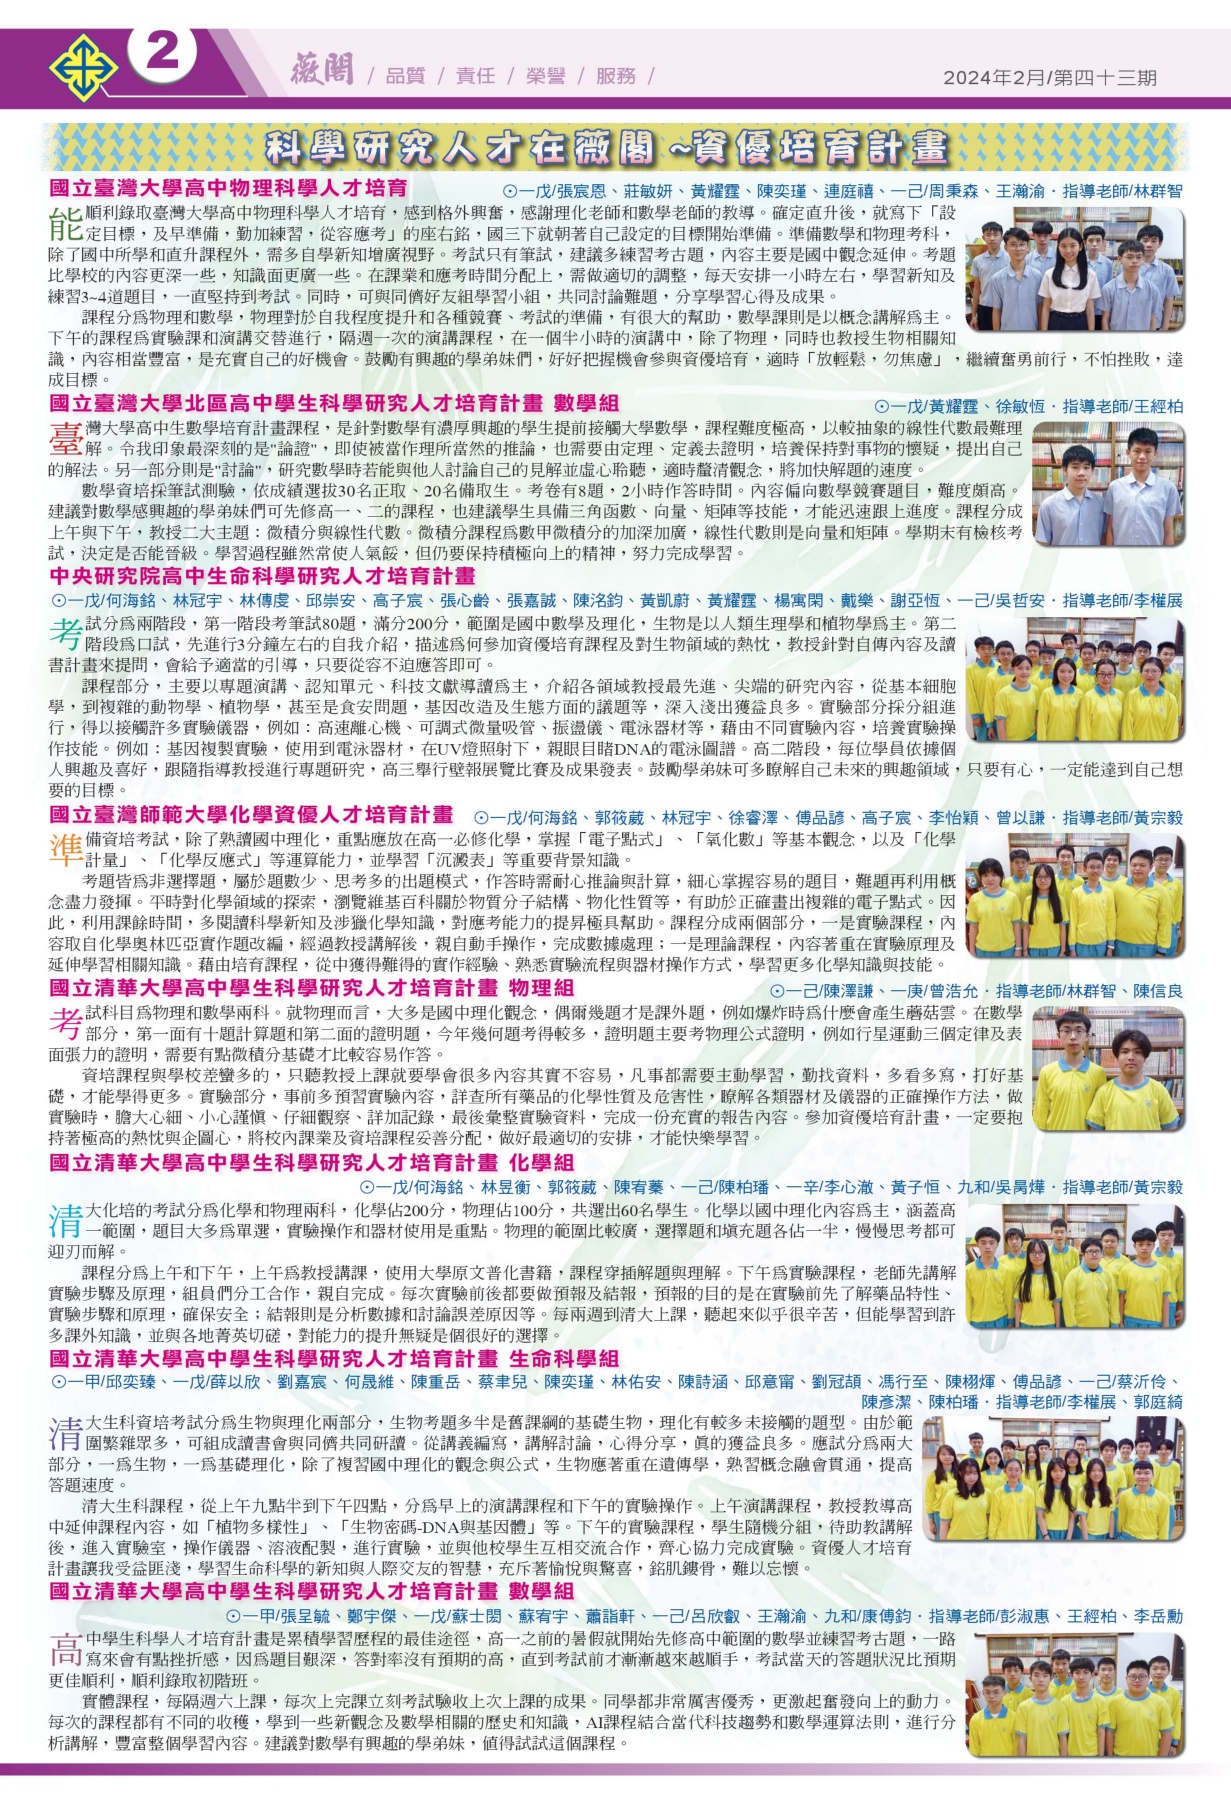 2
薇閣 / 品質 / 責任 / 榮譽 / 服務 /
2024年2月/第四十三期
科學研究人才在薇閣 ~資優培育計畫
國立臺灣大學高中物理科學人才培育
⊙一戊/張宸恩、莊敏妍、黃耀霆、陳奕瑾、連庭禧、一己/周秉森、王瀚渝．指導老師/林群智
能順利錄取臺灣大學高中物理科學人才培育，感到格外興奮，感謝理化老師和數學老師的教導。確定直升後，就寫下「設
定目標，及早準備，勤加練習，從容應考」的座右銘，國三下就朝著自己設定的目標開始準備。準備數學和物理考科，
除了國中所學和直升課程外，需多自學新知增廣視野。考試只有筆試，建議多練習考古題，內容主要是國中觀念延伸。考題
比學校的內容更深一些，知識面更廣一些。在課業和應考時間分配上，需做適切的調整，每天安排一小時左右，學習新知及
練習3~4道題目，一直堅持到考試。同時，可與同儕好友組學習小組，共同討論難題，分享學習心得及成果。
課程分為物理和數學，物理對於自我程度提升和各種競賽、考試的準備，有很大的幫助，數學課則是以概念講解為主。
下午的課程為實驗課和演講交替進行，隔週一次的演講課程，在一個半小時的演講中，除了物理，同時也教授生物相關知
識，內容相當豐富，是充實自己的好機會。鼓勵有興趣的學弟妹們，好好把握機會參與資優培育，適時「放輕鬆，勿焦慮」，繼續奮勇前行，不怕挫敗，達
成目標。
國立臺灣大學北區高中學生科學研究人才培育計畫 數學組
⊙一戊/黃耀霆、徐敏恆．指導老師/王經柏
臺灣大學高中生數學培育計畫課程，是針對數學有濃厚興趣的學生提前接觸大學數學，課程難度極高，以較抽象的線性代數最難理
解。令我印象最深刻的是"論證"，即使被當作理所當然的推論，也需要由定理、定義去證明，培養保持對事物的懷疑，提出自己
的解法。另一部分則是"討論"，研究數學時若能與他人討論自己的見解並虛心聆聽，適時釐清觀念，將加快解題的速度。
數學資培採筆試測驗，依成績選拔30名正取、20名備取生。考卷有8題，2小時作答時間。內容偏向數學競賽題目，難度頗高。
建議對數學感興趣的學弟妹們可先修高一、二的課程，也建議學生具備三角函數、向量、矩陣等技能，才能迅速跟上進度。課程分成
上午與下午，教授二大主題：微積分與線性代數。微積分課程為數甲微積分的加深加廣，線性代數則是向量和矩陣。學期末有檢核考
試，決定是否能晉級。學習過程雖然常使人氣餒，但仍要保持積極向上的精神，努力完成學習。
中央研究院高中生命科學研究人才培育計畫
⊙一戊/何海銘、林冠宇、林傳虔、邱崇安、高子宸、張心齡、張嘉誠、陳洺鈞、黃凱蔚、黃耀霆、楊寓閑、戴樂、謝亞恆、一己/吳哲安．指導老師/李權展
考試分為兩階段，第一階段考筆試80題，滿分200分，範圍是國中數學及理化，生物是以人類生理學和植物學為主。第二
階段為口試，先進行3分鐘左右的自我介紹，描述為何參加資優培育課程及對生物領域的熱忱，教授針對自傳內容及讀
書計畫來提問，會給予適當的引導，只要從容不迫應答即可。
課程部分，主要以專題演講、認知單元、科技文獻導讀為主，介紹各領域教授最先進、尖端的研究內容，從基本細胞
學，到複雜的動物學、植物學，甚至是食安問題，基因改造及生態方面的議題等，深入淺出獲益良多。實驗部分採分組進
行，得以接觸許多實驗儀器，例如：高速離心機、可調式微量吸管、振盪儀、電泳器材等，藉由不同實驗內容，培養實驗操
作技能。例如：基因複製實驗，使用到電泳器材，在UV燈照射下，親眼目睹DNA的電泳圖譜。高二階段，每位學員依據個
人興趣及喜好，跟隨指導教授進行專題研究，高三舉行壁報展覽比賽及成果發表。鼓勵學弟妹可多瞭解自己未來的興趣領域，只要有心，一定能達到自己想
要的目標。
國立臺灣師範大學化學資優人才培育計畫
⊙一戊/何海銘、郭筱葳、林冠宇、徐睿澤、傅品諺、高子宸、李怡穎、曾以謙．指導老師/黃宗毅
準備資培考試，除了熟讀國中理化，重點應放在高一必修化學，掌握「電子點式」、「氧化數」等基本觀念，以及「化學
計量」、「化學反應式」等運算能力，並學習「沉澱表」等重要背景知識。
考題皆為非選擇題，屬於題數少、思考多的出題模式，作答時需耐心推論與計算，細心掌握容易的題目，難題再利用概
念盡力發揮。平時對化學領域的探索，瀏覽維基百科關於物質分子結構、物化性質等，有助於正確畫出複雜的電子點式。因
此，利用課餘時間，多閱讀科學新知及涉獵化學知識，對應考能力的提昇極具幫助。課程分成兩個部分，一是實驗課程，內
容取自化學奧林匹亞實作題改編，經過教授講解後，親自動手操作，完成數據處理；一是理論課程，內容著重在實驗原理及
延伸學習相關知識。藉由培育課程，從中獲得難得的實作經驗、熟悉實驗流程與器材操作方式，學習更多化學知識與技能。
國立清華大學高中學生科學研究人才培育計畫 物理組
⊙一己/陳澤謙、一庚/曾浩允．指導老師/林群智、陳信良
考試科目為物理和數學兩科。就物理而言，大多是國中理化觀念，偶爾幾題才是課外題，例如爆炸時為什麼會產生蘑菇雲。在數學
部分，第一面有十題計算題和第二面的證明題，今年幾何題考得較多，證明題主要考物理公式證明，例如行星運動三個定律及表
面張力的證明，需要有點微積分基礎才比較容易作答。
資培課程與學校差蠻多的，只聽教授上課就要學會很多內容其實不容易，凡事都需要主動學習，勤找資料，多看多寫，打好基
礎，才能學得更多。實驗部分，事前多預習實驗內容，詳查所有藥品的化學性質及危害性，瞭解各類器材及儀器的正確操作方法，做
實驗時，膽大心細、小心謹慎、仔細觀察、詳加記錄，最後彙整實驗資料，完成一份充實的報告內容。參加資優培育計畫，一定要抱
持著極高的熱忱與企圖心，將校內課業及資培課程妥善分配，做好最適切的安排，才能快樂學習。
國立清華大學高中學生科學研究人才培育計畫 化學組
⊙一戊/何海銘、林昱衡、郭筱葳、陳宥蓁、一己/陳柏璠、一辛/李心澈、黃子恒、九和/吳昺燁．指導老師/黃宗毅
清大化培的考試分為化學和物理兩科，化學佔200分，物理佔100分，共選出60名學生。化學以國中理化內容為主，涵蓋高
一範圍，題目大多為單選，實驗操作和器材使用是重點。物理的範圍比較廣，選擇題和填充題各佔一半，慢慢思考都可
迎刃而解。
課程分為上午和下午，上午為教授講課，使用大學原文普化書籍，課程穿插解題與理解。下午為實驗課程，老師先講解
實驗步驟及原理，組員們分工合作，親自完成。每次實驗前後都要做預報及結報，預報的目的是在實驗前先了解藥品特性、
實驗步驟和原理，確保安全；結報則是分析數據和討論誤差原因等。每兩週到清大上課，聽起來似乎很辛苦，但能學習到許
多課外知識，並與各地菁英切磋，對能力的提升無疑是個很好的選擇。
國立清華大學高中學生科學研究人才培育計畫 生命科學組
⊙一甲/邱奕臻、一戊/薛以欣、劉嘉宸、何晟維、陳重岳、蔡聿兒、陳奕瑾、林佑安、陳詩涵、邱意甯、劉冠頡、馮行至、陳栩煇、傅品諺、一己/蔡沂伶、
陳彥潔、陳柏璠．指導老師/李權展、郭庭綺
清大生科資培考試分為生物與理化兩部分，生物考題多半是舊課綱的基礎生物，理化有較多未接觸的題型。由於範
圍繁雜眾多，可組成讀書會與同儕共同研讀。從講義編寫，講解討論，心得分享，真的獲益良多。應試分為兩大
部分，一為生物，一為基礎理化，除了複習國中理化的觀念與公式，生物應著重在遺傳學，熟習概念融會貫通，提高
答題速度。
清大生科課程，從上午九點半到下午四點，分為早上的演講課程和下午的實驗操作。上午演講課程，教授教導高
中延伸課程內容，如「植物多樣性」、「生物密碼-DNA與基因體」等。下午的實驗課程，學生隨機分組，待助教講解
後，進入實驗室，操作儀器、溶液配製，進行實驗，並與他校學生互相交流合作，齊心協力完成實驗。資優人才培育
計畫讓我受益匪淺，學習生命科學的新知與人際交友的智慧，充斥著愉悅與驚喜，銘肌鏤骨，難以忘懷。
國立清華大學高中學生科學研究人才培育計畫 數學組
⊙一甲/張呈毓、鄭宇傑、一戊/蘇士閎、蘇宥宇、蕭詣軒、一己/呂欣叡、王瀚渝、九和/康傅鈞．指導老師/彭淑惠、王經柏、李岳勳
高中學生科學人才培育計畫是累積學習歷程的最佳途徑，高一之前的暑假就開始先修高中範圍的數學並練習考古題，一路
寫來會有點挫折感，因為題目艱深，答對率沒有預期的高，直到考試前才漸漸越來越順手，考試當天的答題狀況比預期
更佳順利，順利錄取初階班。
實體課程，每隔週六上課，每次上完課立刻考試驗收上次上課的成果。同學都非常厲害優秀，更激起奮發向上的動力。
每次的課程都有不同的收穫，學到一些新觀念及數學相關的歷史和知識，AI課程結合當代科技趨勢和數學運算法則，進行分
析講解，豐富整個學習內容。建議對數學有興趣的學弟妹，值得試試這個課程。